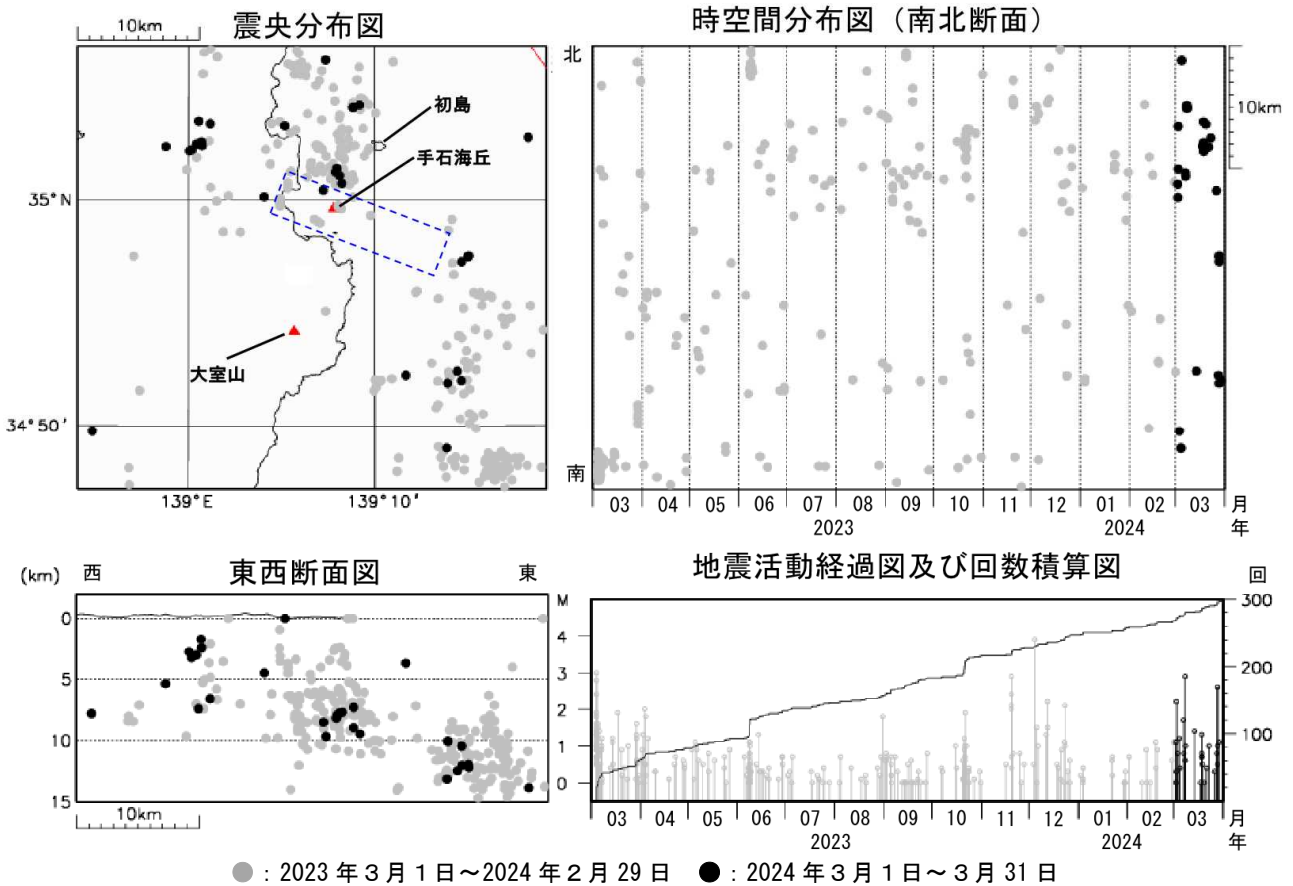 震央分布図
10km
初島
手石海丘
35°N
大室山
34°50'
139°E
139°10'
時空間分布図（南北断面）
北
10km
南
03 04 05 06 07 08 09 10 11 12 01 02 03 月
2023 2024 年
東西断面図
(km) 西 東
0
5
10
15
10km
地震活動経過図及び回数積算図
M 回
4
3
2
1
0
300
200
100
03 04 05 06 07 08 09 10 11 12 01 02 03 月
2023 2024 年
●：2023 年３月１日～2024 年２月 29 日 ●：2024 年３月１日～３月 31 日